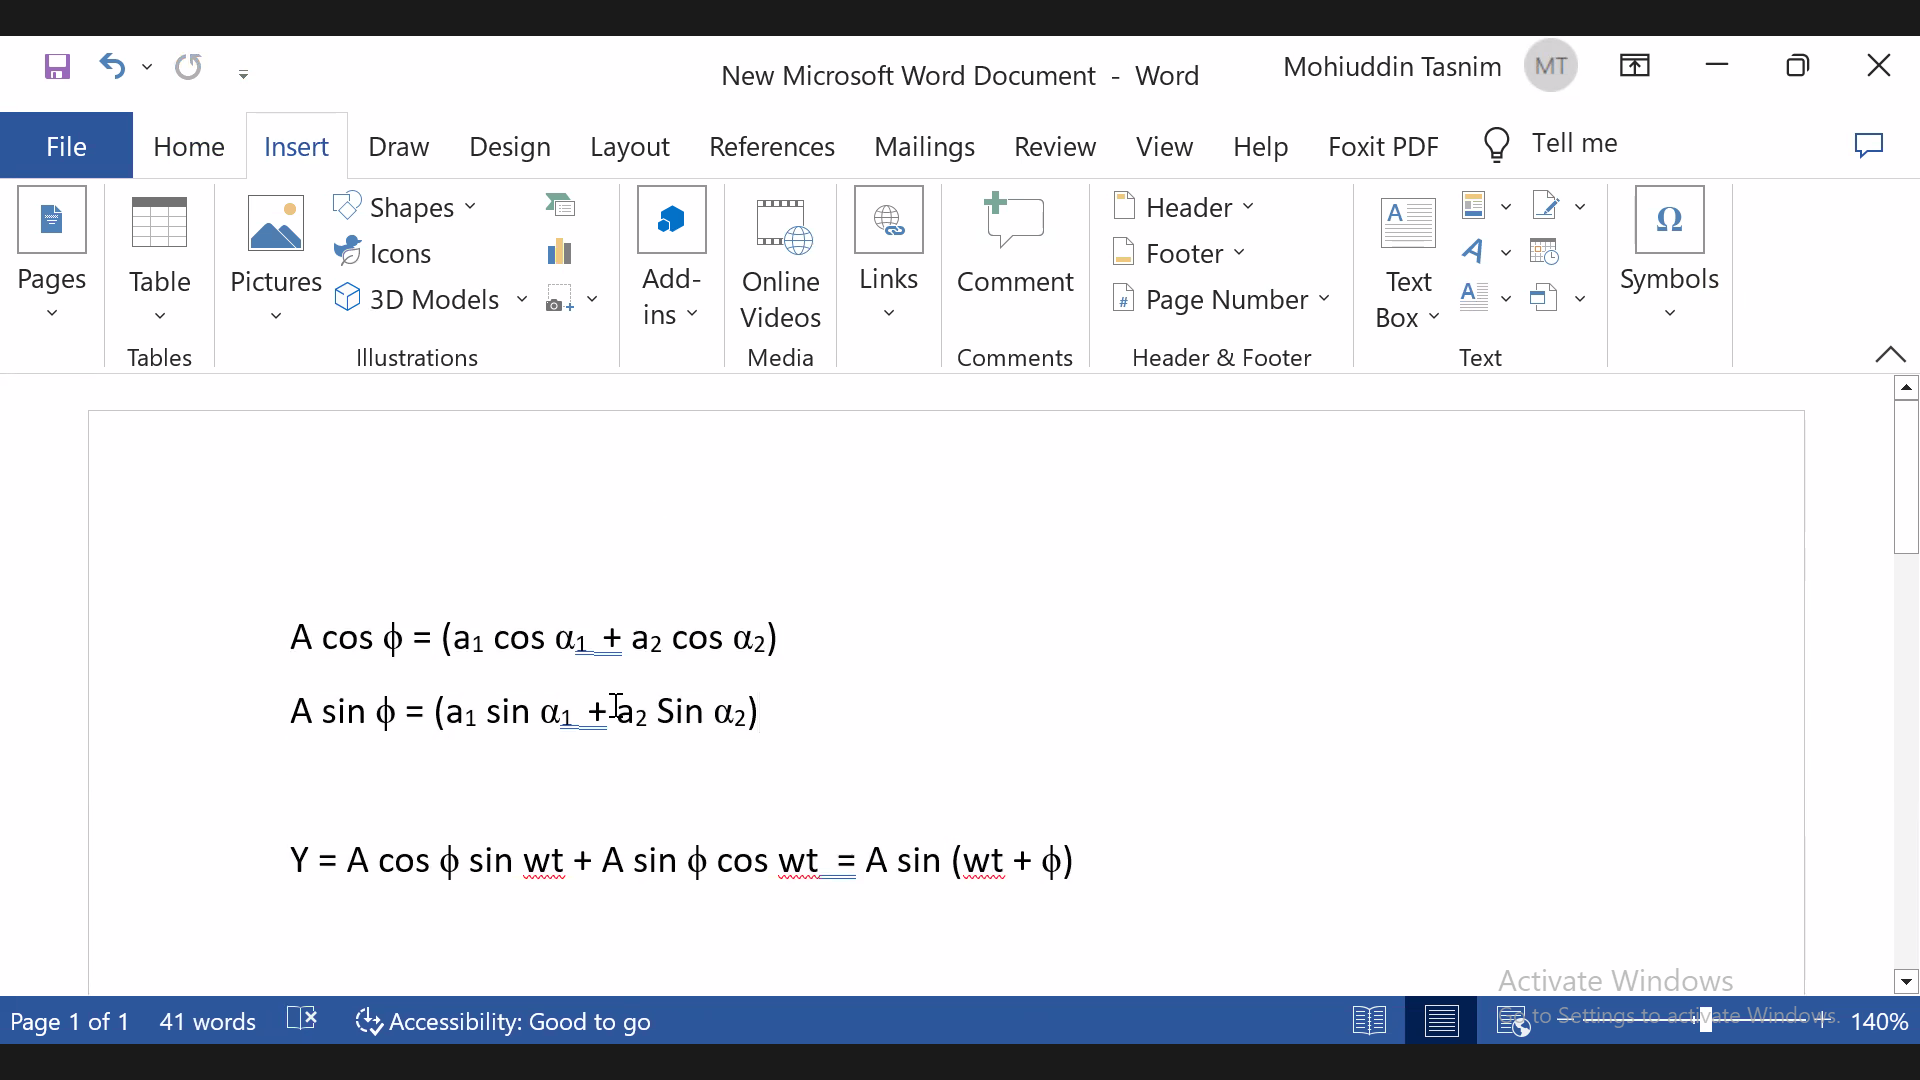 New Microsoft Word Document - Word
Mohiuddin Tasnim MT
File Home Insert Draw Design Layout References Mailings Review View Help Foxit PDF Tell me
Pages
Table
Tables
Pictures
Shapes
Icons
3D Models
Illustrations
Add-
ins
Online
Videos
Media
Links
Comment
Comments
Header
Footer
Page Number
Header & Footer
Text
Box
Text
Symbols
A cos ϕ = (a₁ cos α₁ + a₂ cos α₂)
A sin ϕ = (a₁ sin α₁ + a₂ Sin α₂)
Y = A cos ϕ sin wt + A sin ϕ cos wt = A sin (wt + ϕ)
Activate Windows
Go to Settings to activate Windows.
Page 1 of 1 41 words Accessibility: Good to go 140%